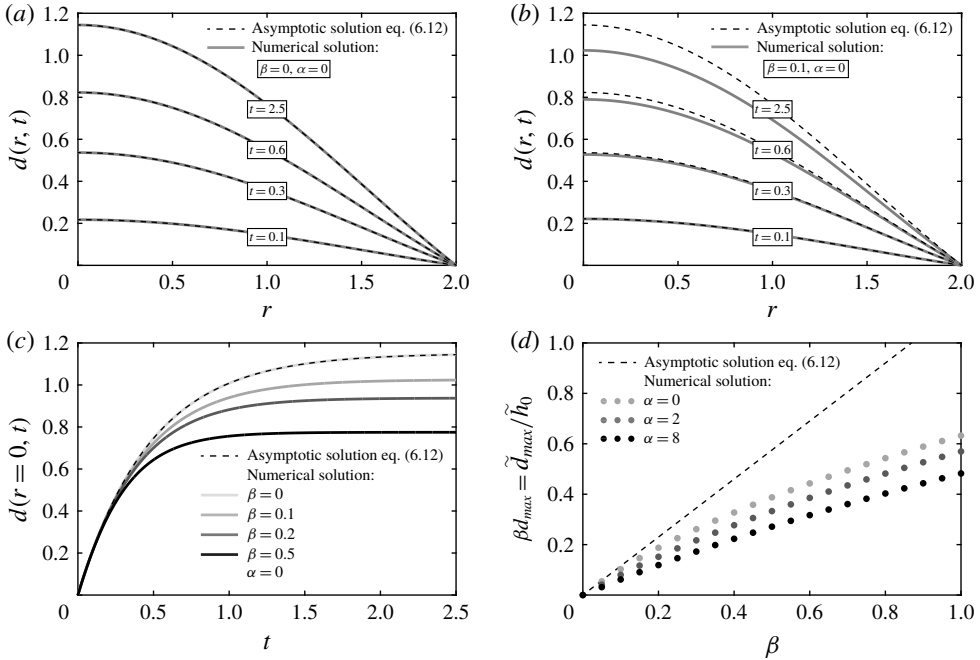 (a)
1.2
1.0
0.8
0.6
0.4
0.2
0
0.5
1.0
1.5
2.0
d(r, t)
r
Asymptotic solution eq. (6.12)
Numerical solution:
β = 0, α = 0
t = 2.5
t = 0.6
t = 0.3
t = 0.1
(b)
1.2
1.0
0.8
0.6
0.4
0.2
0
0.5
1.0
1.5
2.0
d(r, t)
r
Asymptotic solution eq. (6.12)
Numerical solution:
β = 0.1, α = 0
t = 2.5
t = 0.6
t = 0.3
t = 0.1
(c)
1.2
1.0
0.8
0.6
0.4
0.2
0
0.5
1.0
1.5
2.0
2.5
d(r = 0, t)
t
Asymptotic solution eq. (6.12)
Numerical solution:
β = 0
β = 0.1
β = 0.2
β = 0.5
α = 0
(d)
1.0
0.8
0.6
0.4
0.2
0
0.2
0.4
0.6
0.8
1.0
βd_max = d̃_max/h̃_0
β
Asymptotic solution eq. (6.12)
Numerical solution:
α = 0
α = 2
α = 8